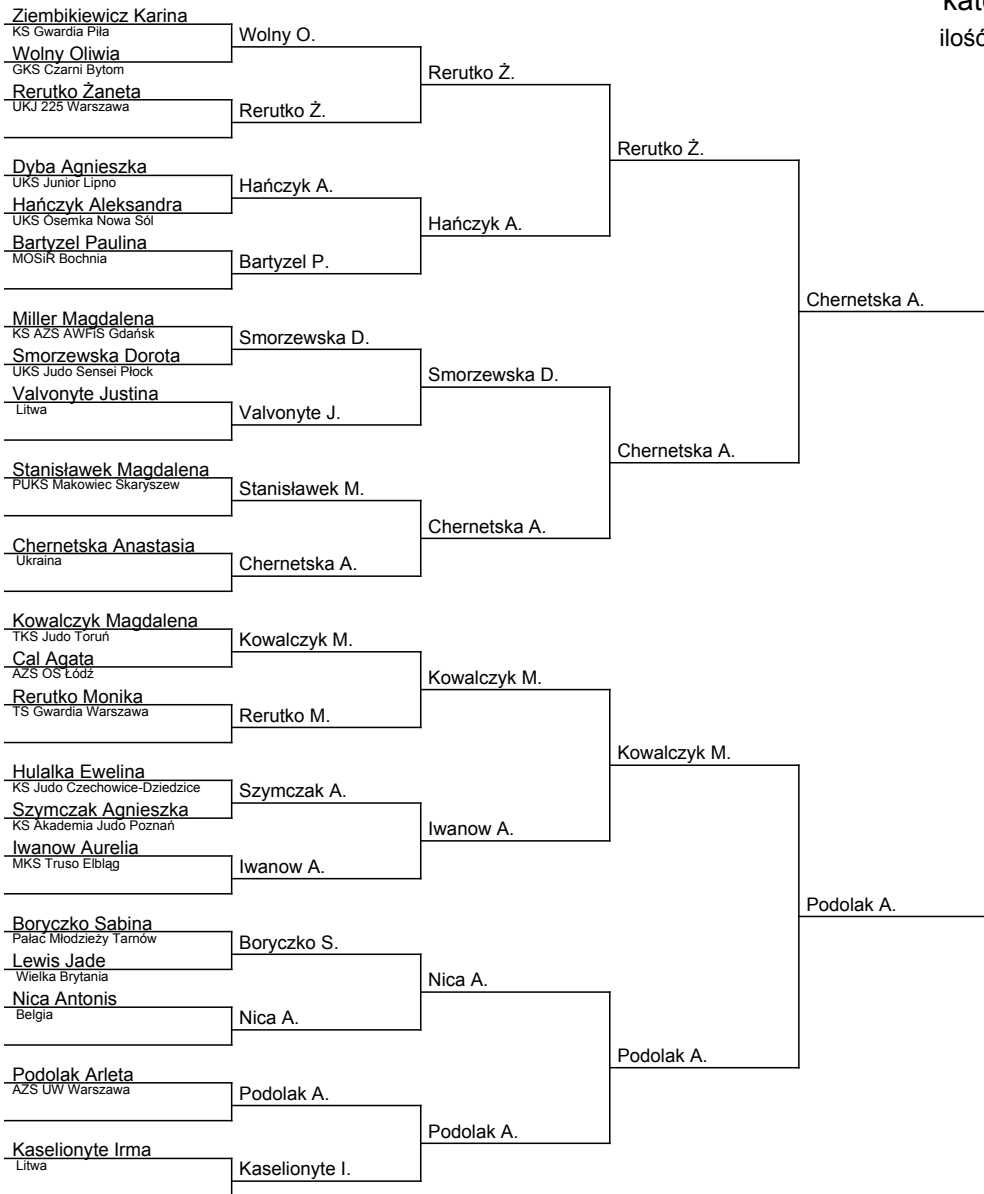 kat
ilość
Ziembikiewicz Karina
KS Gwardia Piła
Wolny O.
Wolny Oliwia
GKS Czarni Bytom
Rerutko Ż.
Rerutko Żaneta
UKJ 225 Warszawa
Rerutko Ż.
Rerutko Ż.
Dyba Agnieszka
UKS Junior Lipno
Hańczyk A.
Hańczyk Aleksandra
UKS Ósemka Nowa Sól
Hańczyk A.
Bartyzel Paulina
MOSiR Bochnia
Bartyzel P.
Chernetska A.
Miller Magdalena
KS AZS AWFiS Gdańsk
Smorzewska D.
Smorzewska Dorota
UKS Judo Sensei Płock
Smorzewska D.
Valvonyte Justina
Litwa
Valvonyte J.
Chernetska A.
Stanisławek Magdalena
PUKS Makowiec Skaryszew
Stanisławek M.
Chernetska A.
Chernetska Anastasia
Ukraina
Chernetska A.
Kowalczyk Magdalena
TKS Judo Toruń
Kowalczyk M.
Cal Agata
AZS OŚ Łódź
Kowalczyk M.
Rerutko Monika
TS Gwardia Warszawa
Rerutko M.
Kowalczyk M.
Hulalka Ewelina
KS Judo Czechowice-Dziedzice
Szymczak A.
Szymczak Agnieszka
KS Akademia Judo Poznań
Iwanow A.
Iwanow Aurelia
MKS Truso Elbląg
Iwanow A.
Podolak A.
Boryczko Sabina
Pałac Młodzieży Tarnów
Boryczko S.
Lewis Jade
Wielka Brytania
Nica A.
Nica Antonis
Belgia
Nica A.
Podolak A.
Podolak Arleta
AZS UW Warszawa
Podolak A.
Podolak A.
Kaselionyte Irma
Litwa
Kaselionyte I.